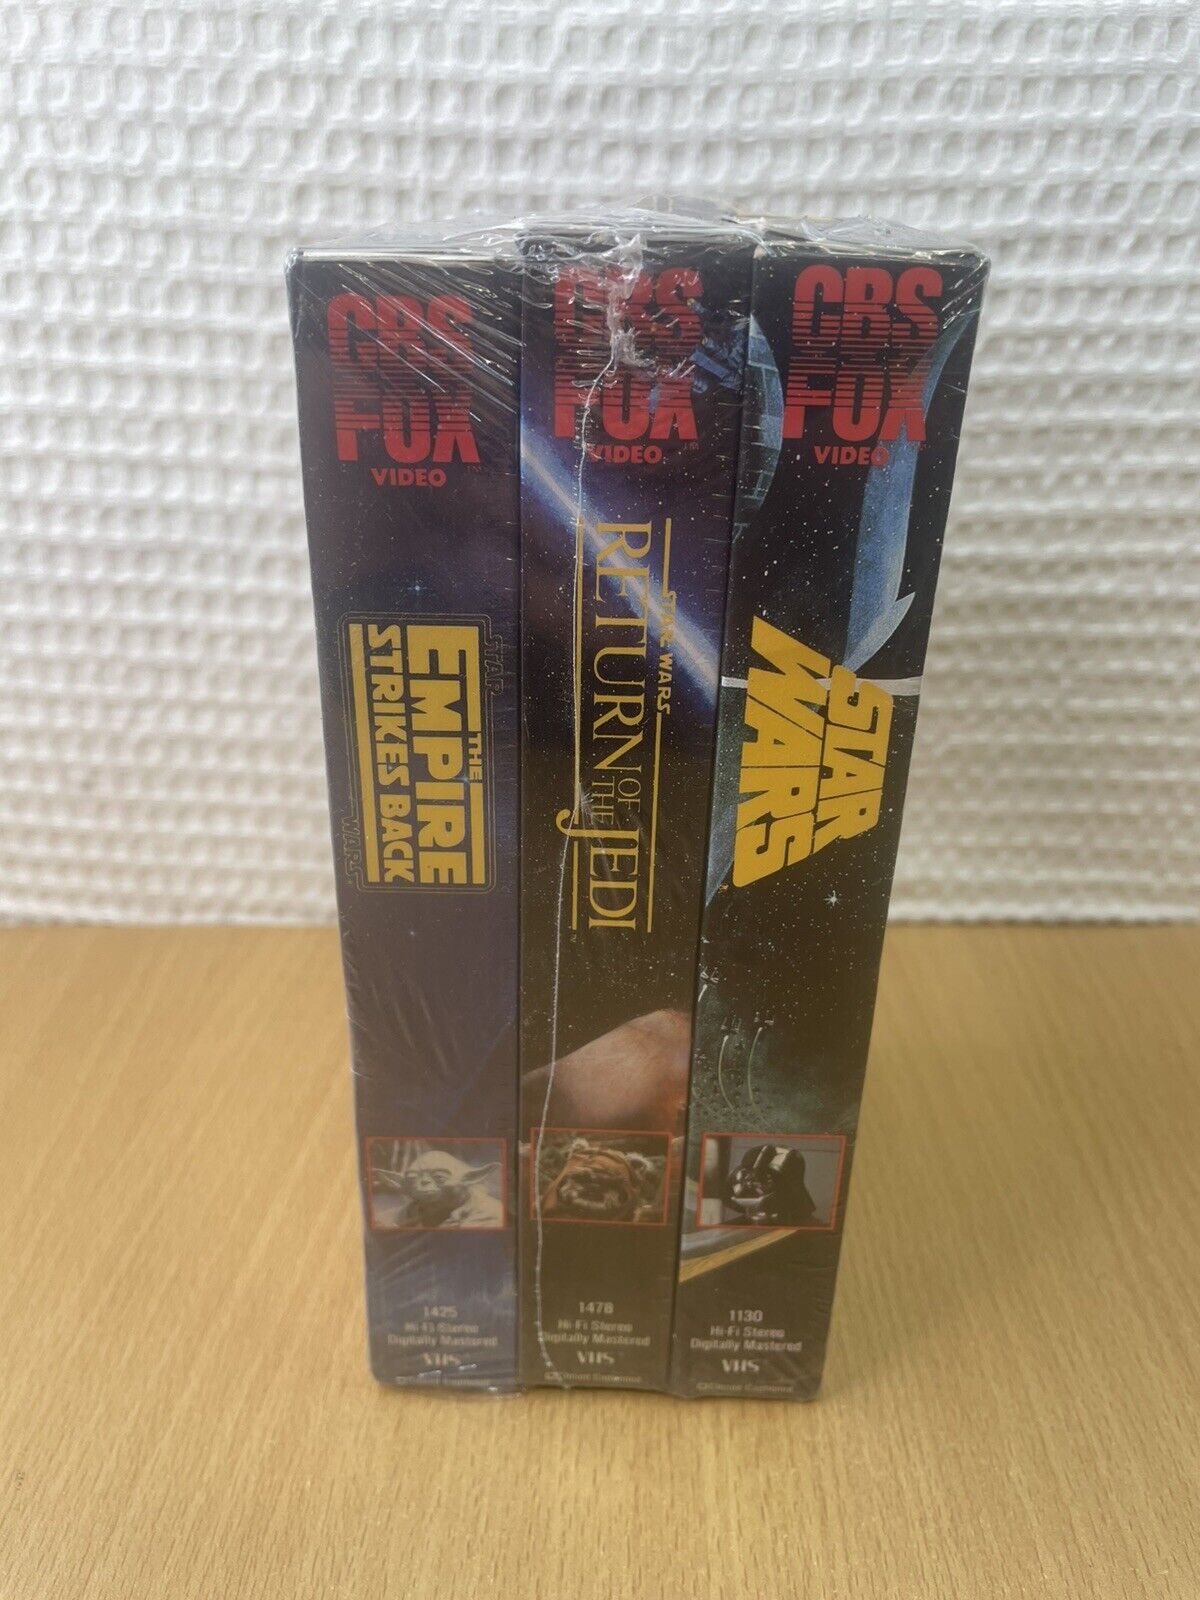 CBS
FOX
VIDEO
STAR
THE
EMPIRE
STRIKES BACK
WARS
1425
Hi-Fi Stereo
Digitally Mastered
VHS
CBS
FOX
VIDEO
STAR WARS
RETURN
OF
THE
JEDI
1478
Hi Fi Stereo
Digitally Mastered
VHS
CBS
FOX
VIDEO
STAR
WARS
1130
Hi-Fi Stereo
Digitally Mastered
VHS